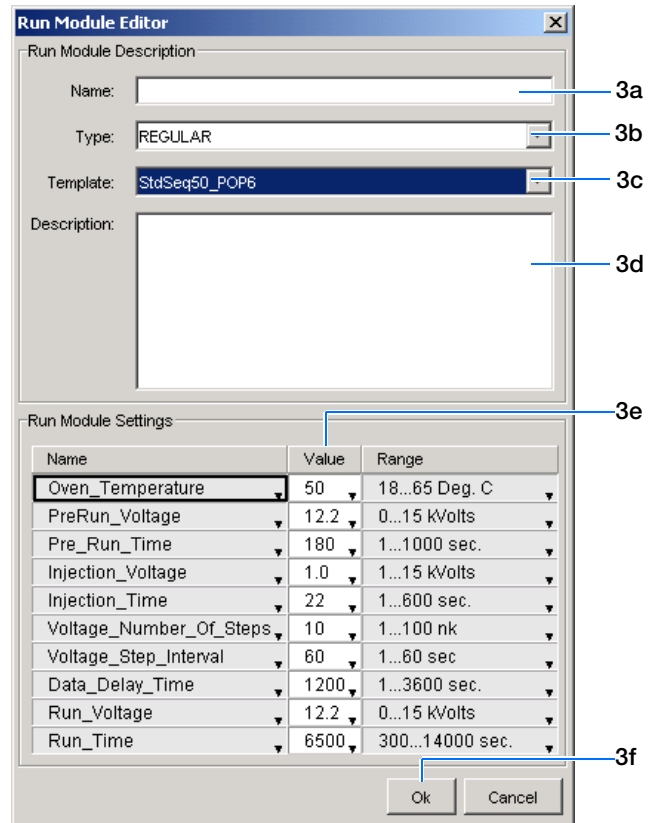 Run Module Editor
Run Module Description
Name: 3a
Type: REGULAR 3b
Template: StdSeq50_POP6 3c
Description: 3d
Run Module Settings 3e
Name Value Range
Oven_Temperature 50 18...65 Deg. C
PreRun_Voltage 12.2 0...15 kVolts
Pre_Run_Time 180 1...1000 sec.
Injection_Voltage 1.0 1...15 kVolts
Injection_Time 22 1...600 sec.
Voltage_Number_Of_Steps 10 1...100 nk
Voltage_Step_Interval 60 1...60 sec
Data_Delay_Time 1200 1...3600 sec.
Run_Voltage 12.2 0...15 kVolts
Run_Time 6500 300...14000 sec.
3f
Ok Cancel